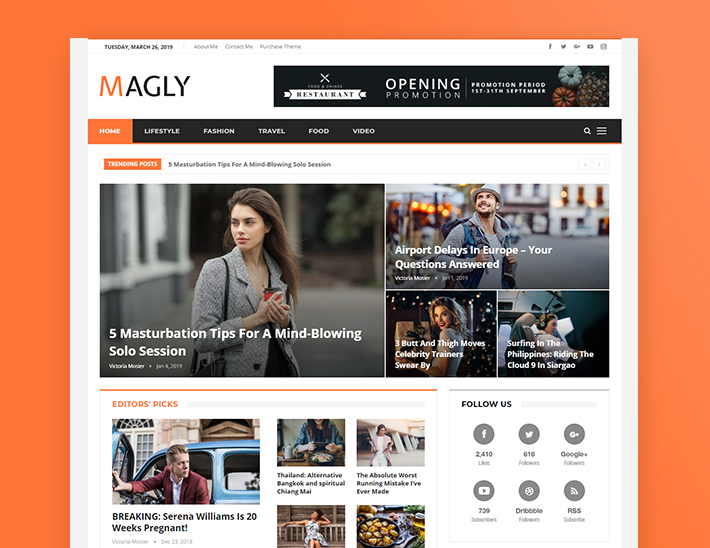 TUESDAY, MARCH 26, 2019
About Me
Contact Me
Purchase Theme
MAGLY
FOOD & DRINKS
RESTAURANT
OPENING
PROMOTION
PROMOTION PERIOD
1ST-31TH SEPTEMBER
HOME
LIFESTYLE
FASHION
TRAVEL
FOOD
VIDEO
TRENDING POSTS
5 Masturbation Tips For A Mind-Blowing Solo Session
5 Masturbation Tips For A Mind-Blowing
Solo Session
Victoria Mosier • Jan 4, 2019
Airport Delays In Europe – Your
Questions Answered
Victoria Mosier • Jan 1, 2019
3 Butt And Thigh Moves
Celebrity Trainers
Swear By
Surfing In The
Philippines: Riding The
Cloud 9 In Siargao
EDITORS' PICKS
BREAKING: Serena Williams IS 20
Weeks Pregnant!
Victoria Mosier • Dec 23, 2018
Thailand: Alternative
Bangkok and spiritual
Chiang Mai
The Absolute Worst
Running Mistake I've
Ever Made
FOLLOW US
2,410
Likes
616
Followers
Google+
Followers
739
Subscribers
Dribbble
Followers
RSS
Subscribe